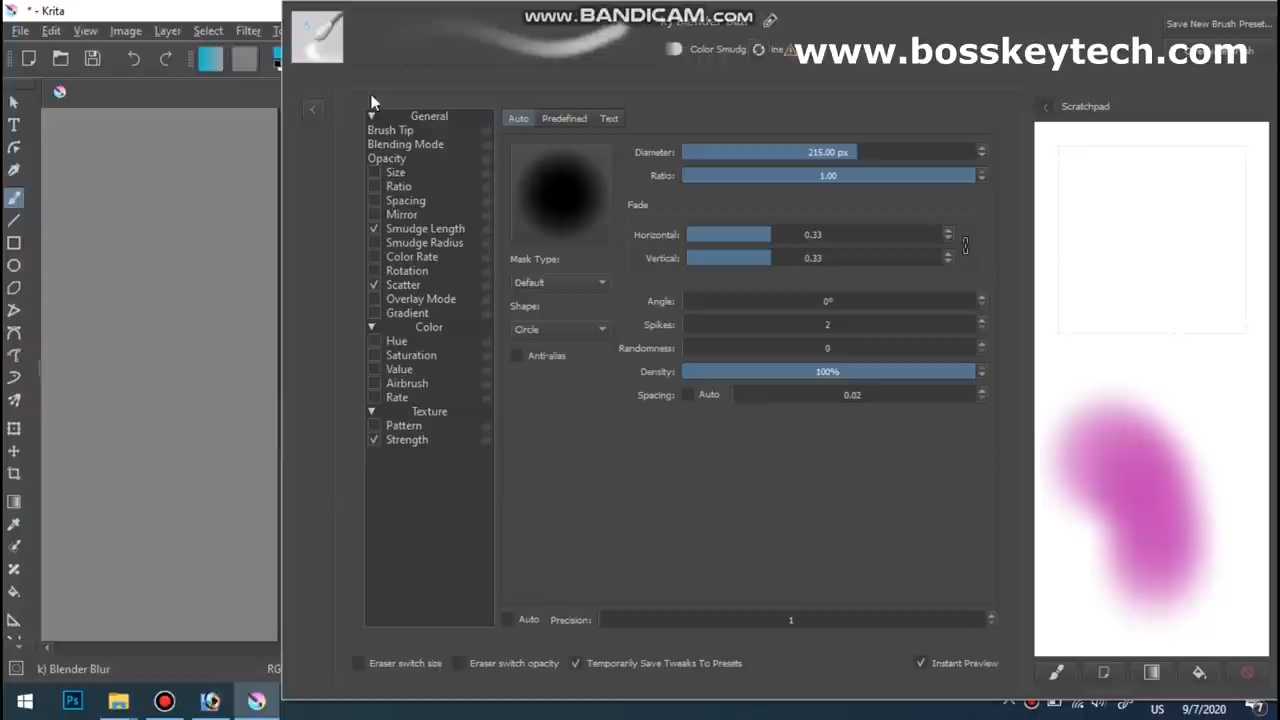 * - Krita
www.BANDICAM.com
Save New Brush Preset...
File Edit View Image Layer Select Filter
Color Smudg
www.bosskeytech.com
Scratchpad
General
Brush Tip
Blending Mode
Opacity
Size
Ratio
Spacing
Mirror
Smudge Length
Smudge Radius
Color Rate
Rotation
Scatter
Overlay Mode
Gradient
Color
Hue
Saturation
Value
Airbrush
Rate
Texture
Pattern
Strength
Auto Predefined Text
Diameter: 215.00 px
Ratio: 1.00
Fade
Horizontal: 0.33
Vertical: 0.33
Mask Type:
Default
Shape:
Circle
Anti-alias
Angle: 0º
Spikes: 2
Randomness: 0
Density: 100%
Spacing: Auto 0.02
Auto Precision: 1
Eraser switch size Eraser switch opacity Temporarily Save Tweaks To Presets Instant Preview
k) Blender Blur RG
Ps
US 9/7/2020 7